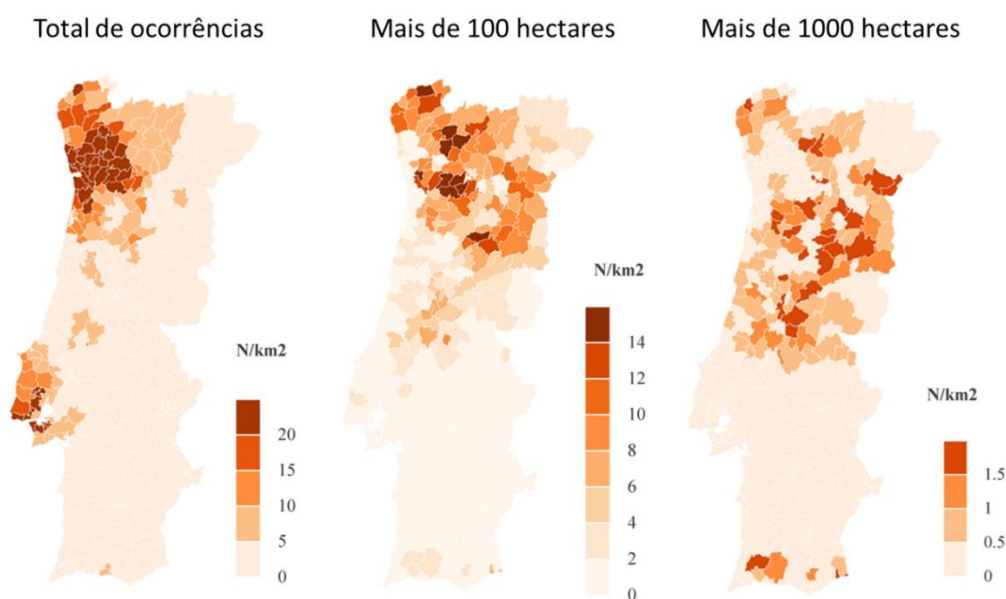 Total de ocorrências
Mais de 100 hectares
Mais de 1000 hectares
N/km2
20
15
10
5
0
N/km2
14
12
10
8
6
4
2
0
N/km2
1.5
1
0.5
0